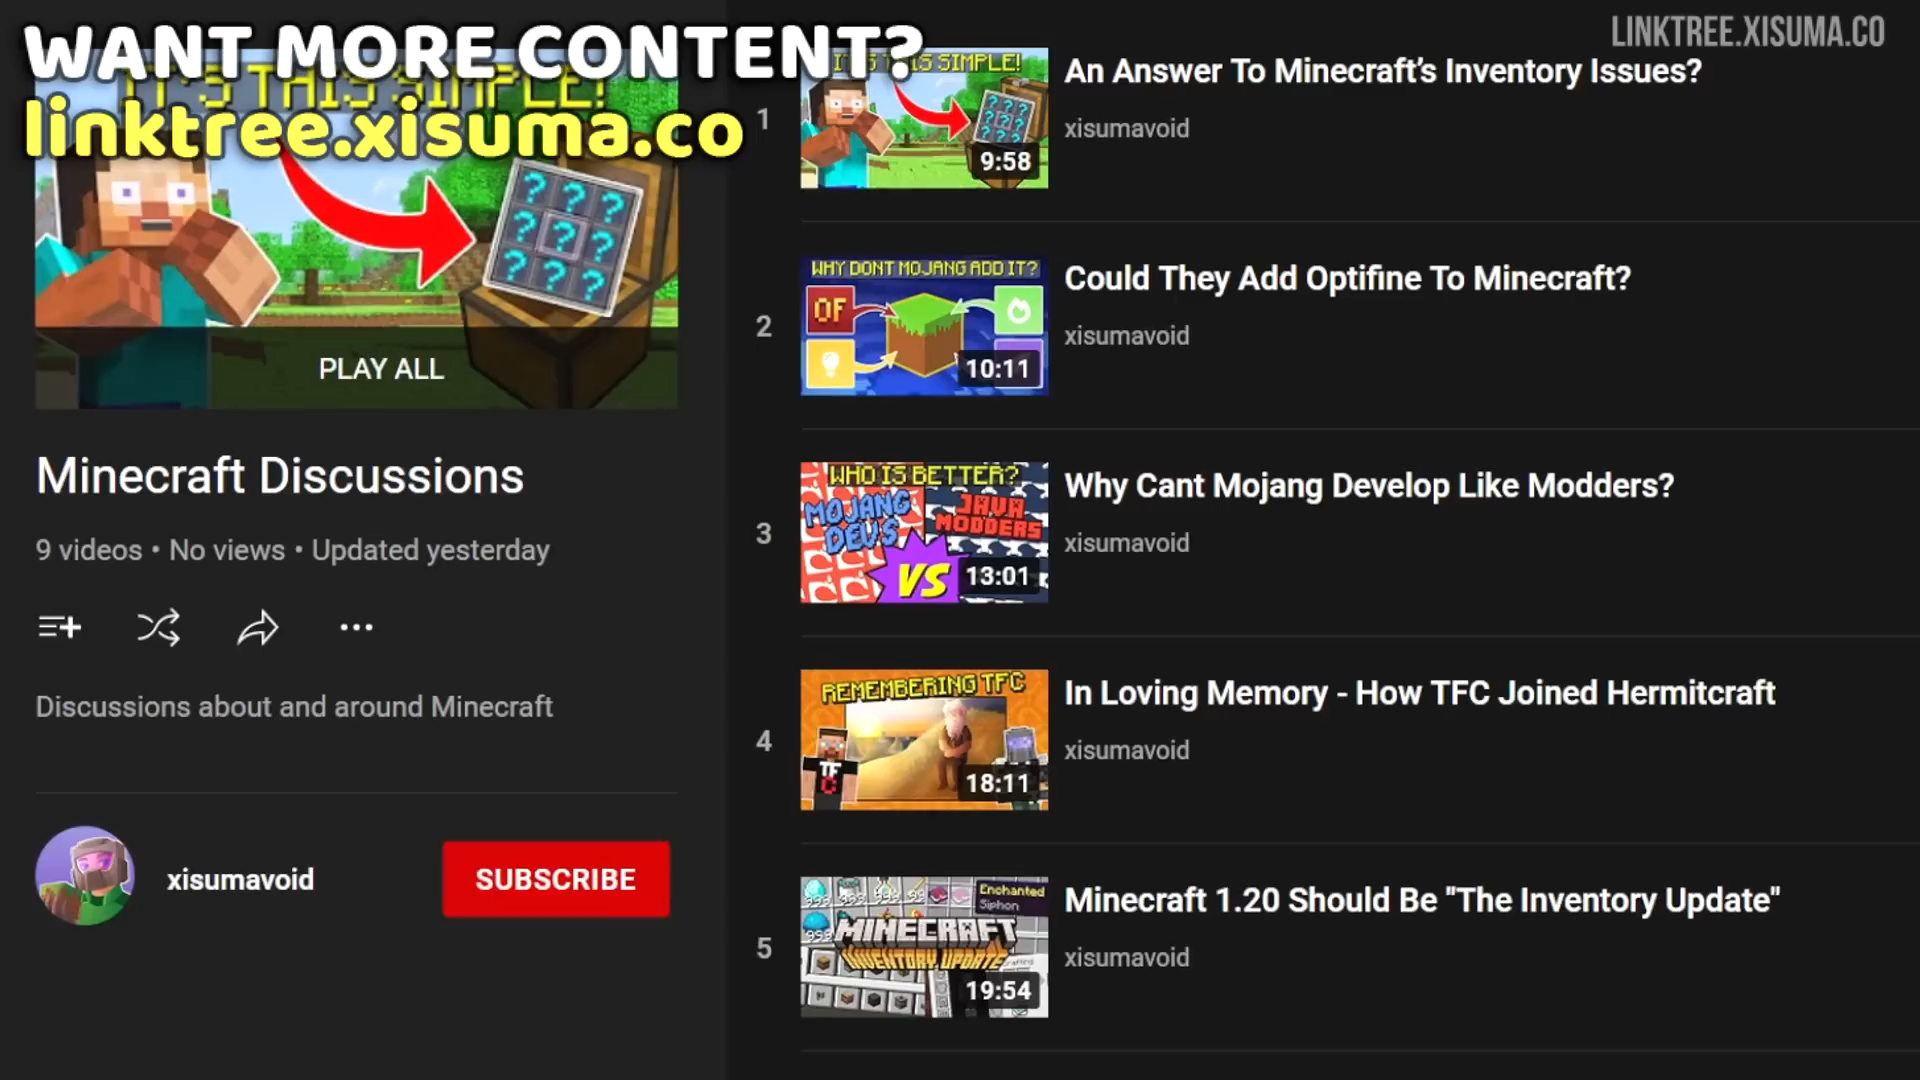 WANT MORE CONTENT?
linktree.xisuma.co
LINKTREE.XISUMA.CO
IT'S THIS SIMPLE!
PLAY ALL
Minecraft Discussions
9 videos • No views • Updated yesterday
Discussions about and around Minecraft
xisumavoid
SUBSCRIBE
1
IT'S THIS SIMPLE!
9:58
An Answer To Minecraft's Inventory Issues?
xisumavoid
2
WHY DONT MOJANG ADD IT?
OF
10:11
Could They Add Optifine To Minecraft?
xisumavoid
3
WHO IS BETTER?
MOJANG
DEVS
JAVA
MODDERS
VS
13:01
Why Cant Mojang Develop Like Modders?
xisumavoid
4
REMEMBERING TFC
TF
C
18:11
In Loving Memory - How TFC Joined Hermitcraft
xisumavoid
5
Enchanted
Siphon
999
MINECRAFT
INVENTORY UPDATE
19:54
Minecraft 1.20 Should Be "The Inventory Update"
xisumavoid